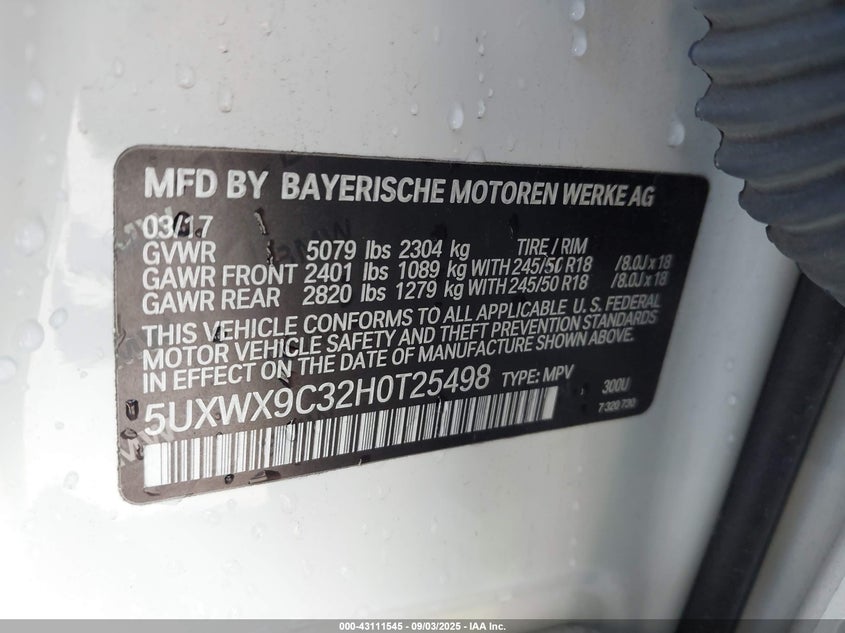 MFD BY BAYERISCHE MOTOREN WERKE AG
03/17
GVWR 5079 lbs 2304 kg TIRE / RIM
GAWR FRONT 2401 lbs 1089 kg WITH 245/50 R18 /8.0J x 18
GAWR REAR 2820 lbs 1279 kg WITH 245/50 R18 /8.0J x 18
THIS VEHICLE CONFORMS TO ALL APPLICABLE U.S. FEDERAL
MOTOR VEHICLE SAFETY AND THEFT PREVENTION STANDARDS
IN EFFECT ON THE DATE OF MANUFACTURE SHOWN ABOVE.
5UXWX9C32H0T25498 TYPE: MPV 300U
7 320 730
000-43111545 - 09/03/2025 - IAA Inc.